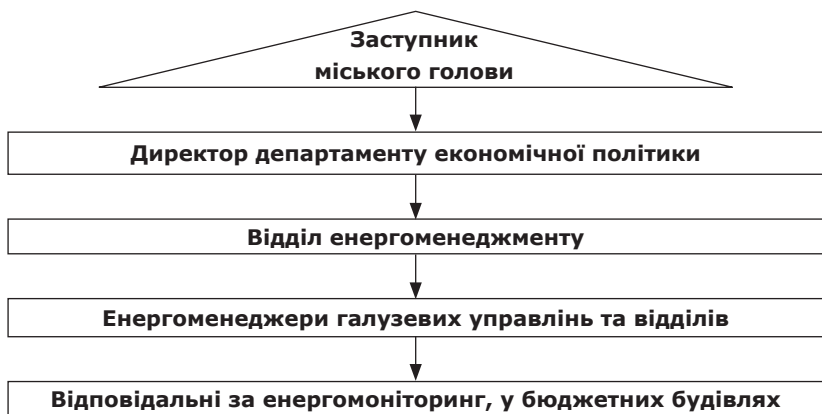 Заступник
міського голови
Директор департаменту економічної політики
Відділ енергоменеджменту
Енергоменеджери галузевих управлінь та відділів
Відповідальні за енергомоніторинг, у бюджетних будівлях